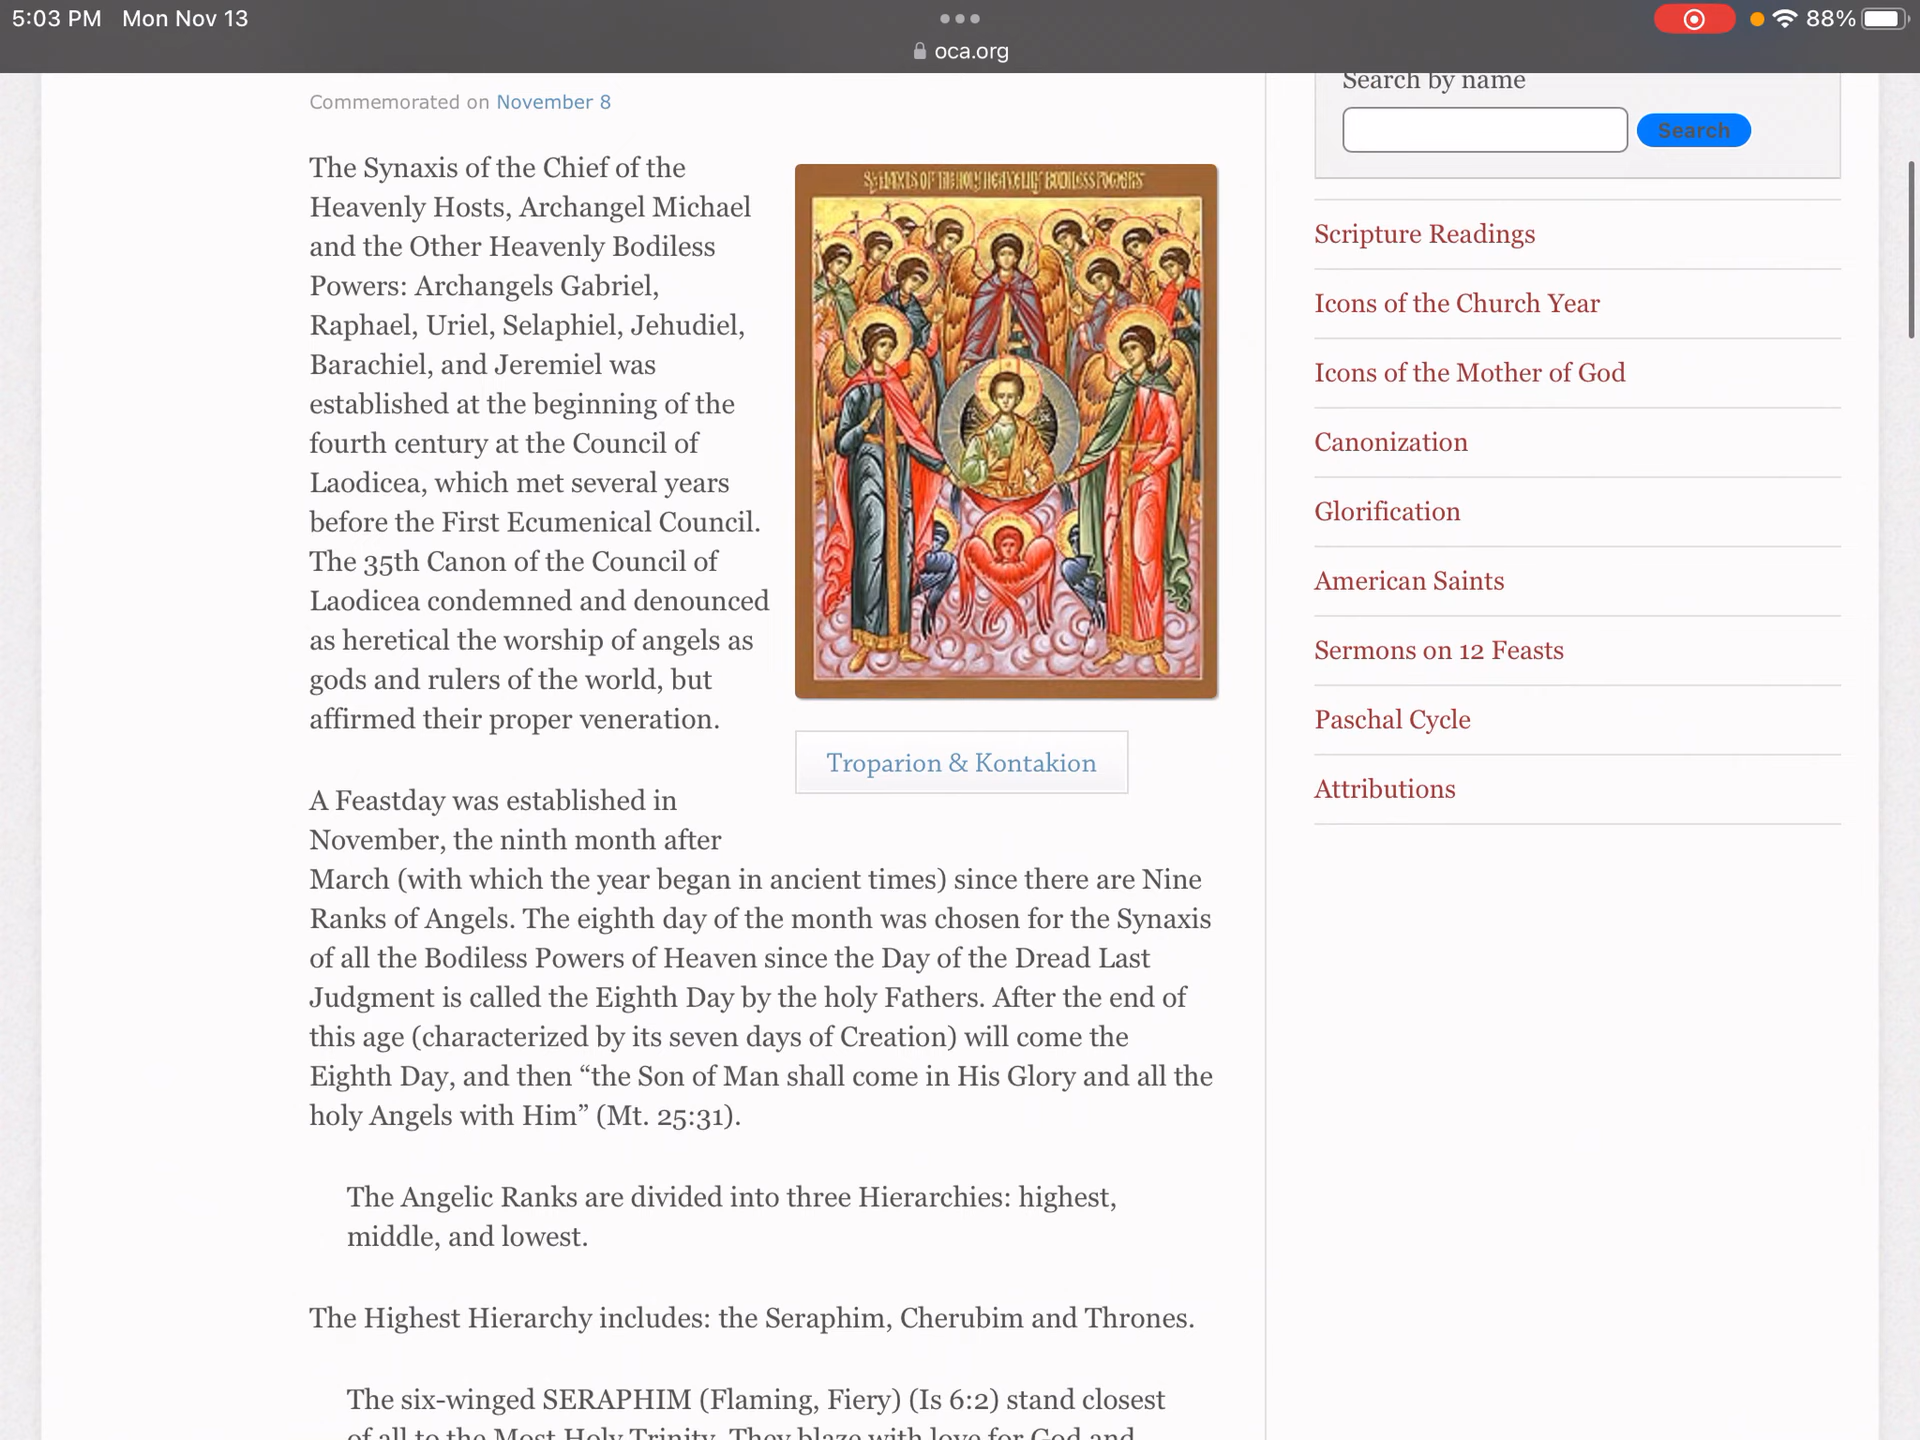 5:03 PM Mon Nov 13
88%
oca.org
Commemorated on November 8
The Synaxis of the Chief of the
Heavenly Hosts, Archangel Michael
and the Other Heavenly Bodiless
Powers: Archangels Gabriel,
Raphael, Uriel, Selaphiel, Jehudiel,
Barachiel, and Jeremiel was
established at the beginning of the
fourth century at the Council of
Laodicea, which met several years
before the First Ecumenical Council.
The 35th Canon of the Council of
Laodicea condemned and denounced
as heretical the worship of angels as
gods and rulers of the world, but
affirmed their proper veneration.
SYNAXIS OF THE HOLY HEAVENLY BODILESS POWERS
Troparion & Kontakion
A Feastday was established in
November, the ninth month after
March (with which the year began in ancient times) since there are Nine
Ranks of Angels. The eighth day of the month was chosen for the Synaxis
of all the Bodiless Powers of Heaven since the Day of the Dread Last
Judgment is called the Eighth Day by the holy Fathers. After the end of
this age (characterized by its seven days of Creation) will come the
Eighth Day, and then “the Son of Man shall come in His Glory and all the
holy Angels with Him” (Mt. 25:31).
The Angelic Ranks are divided into three Hierarchies: highest,
middle, and lowest.
The Highest Hierarchy includes: the Seraphim, Cherubim and Thrones.
The six-winged SERAPHIM (Flaming, Fiery) (Is 6:2) stand closest
of all to the Most Holy Trinity. They blaze with love for God and
Search by name
Search
Scripture Readings
Icons of the Church Year
Icons of the Mother of God
Canonization
Glorification
American Saints
Sermons on 12 Feasts
Paschal Cycle
Attributions